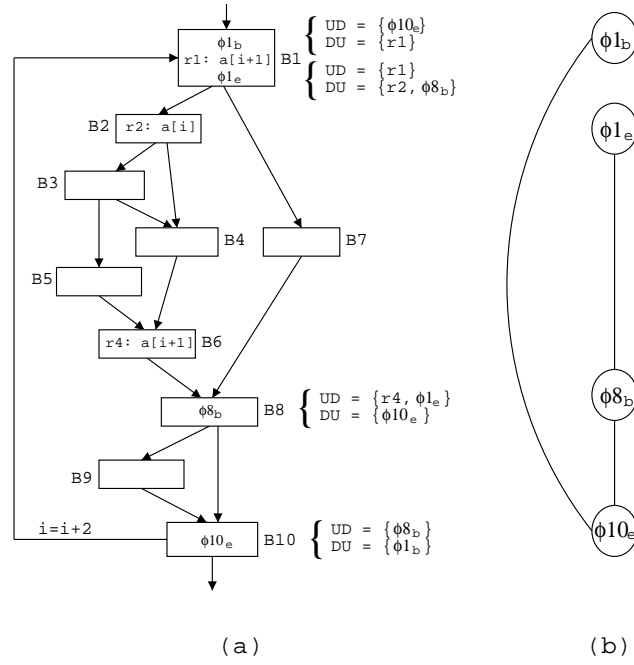 ϕ1b
r1: a[i+1]
ϕ1e
B1
{ UD = {ϕ10e}
DU = {r1}
{ UD = {r1}
DU = {r2, ϕ8b}
B2
r2: a[i]
B3
B4
B7
B5
r4: a[i+1]
B6
ϕ8b
B8
{ UD = {r4, ϕ1e}
DU = {ϕ10e}
B9
i=i+2
ϕ10e
B10
{ UD = {ϕ8b}
DU = {ϕ1b}
(a)
ϕ1b
ϕ1e
ϕ8b
ϕ10e
(b)